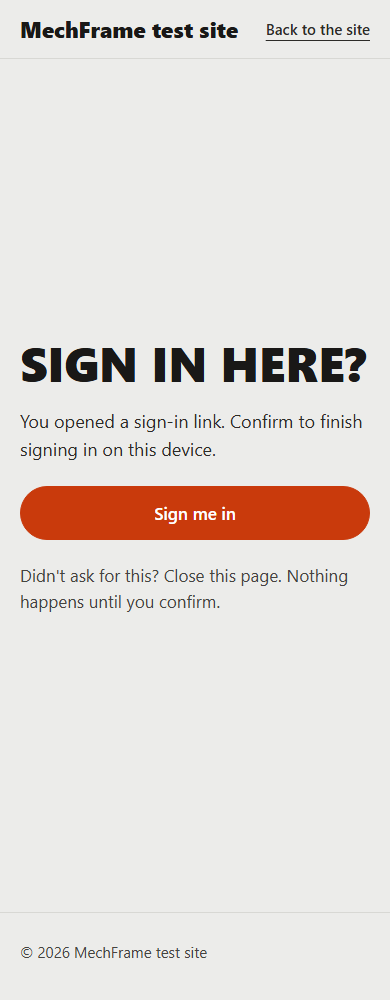 MechFrame test site
Back to the site
SIGN IN HERE?
You opened a sign-in link. Confirm to finish
signing in on this device.
Sign me in
Didn't ask for this? Close this page. Nothing
happens until you confirm.
© 2026 MechFrame test site